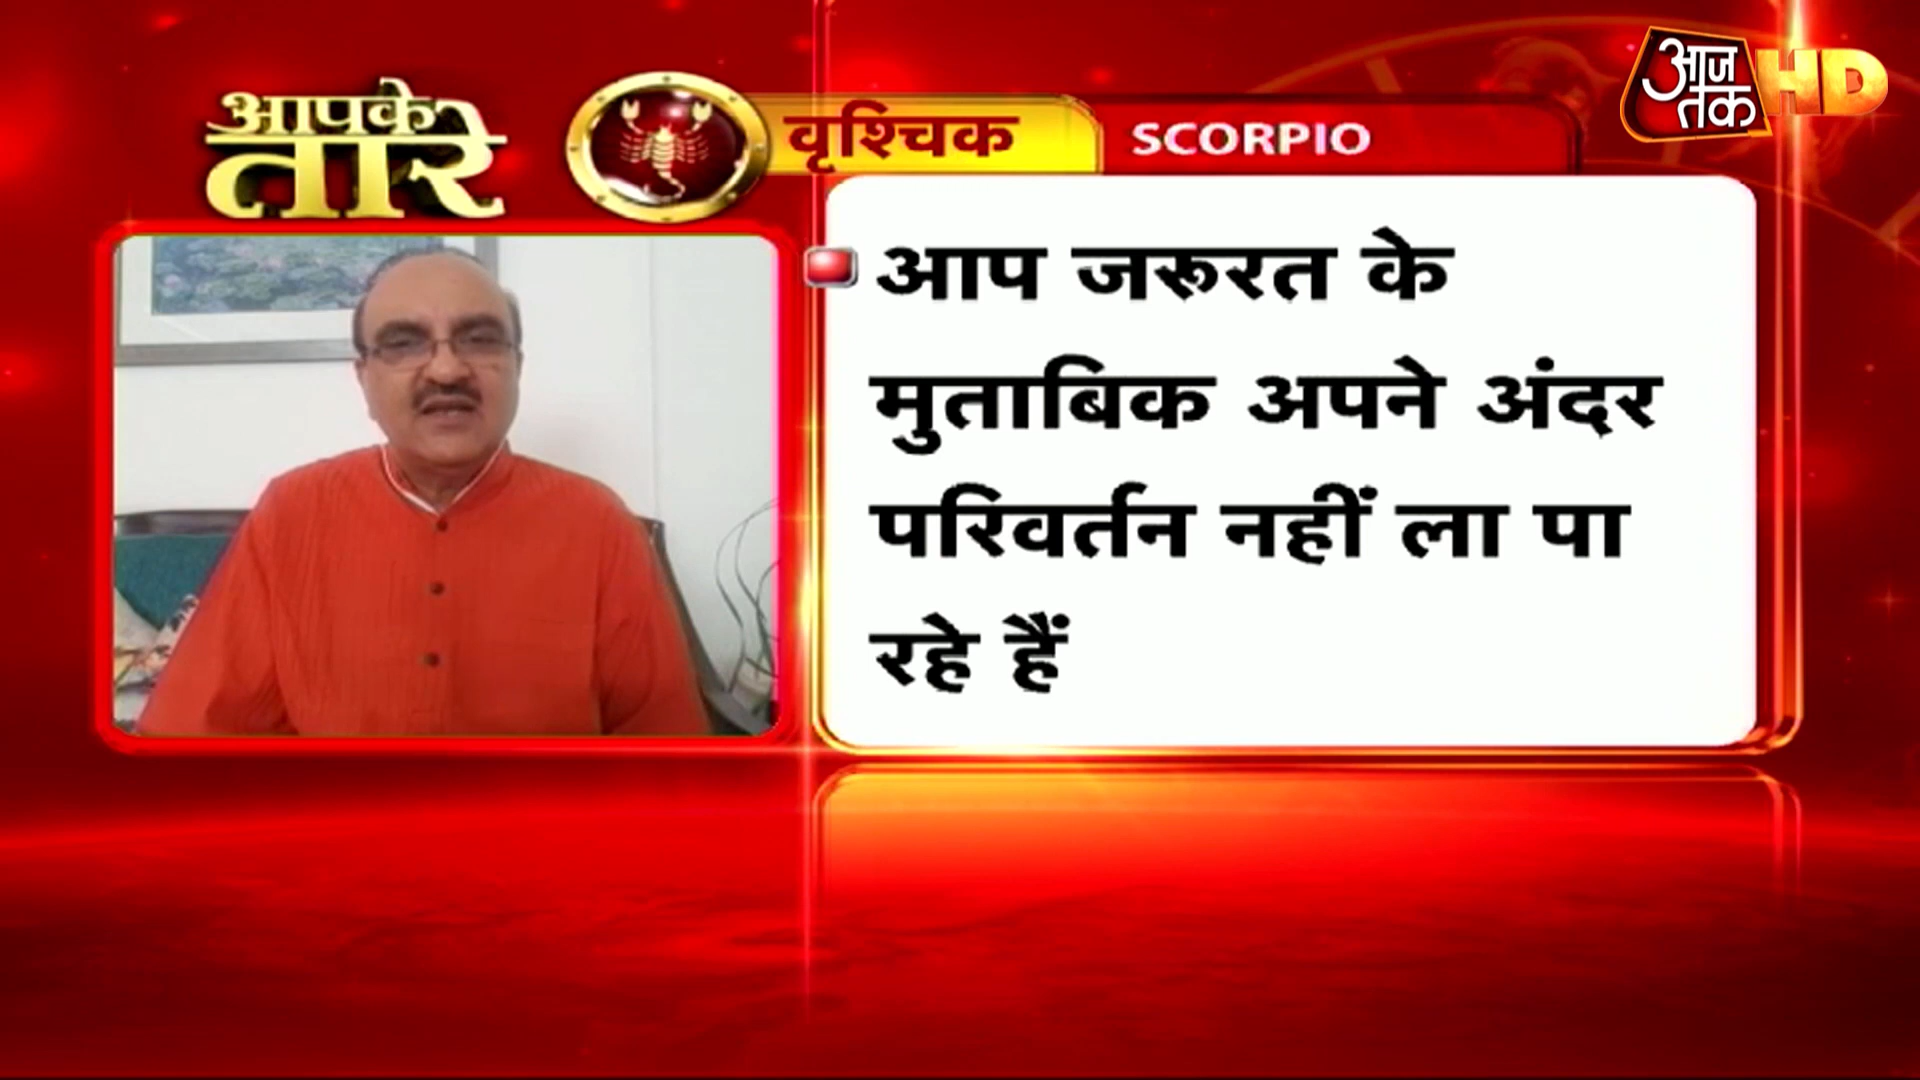 आपके
तारे
वृश्चिक
SCORPIO
आज
तक
HD
आप जरूरत के
मुताबिक अपने अंदर
परिवर्तन नहीं ला पा
रहे हैं